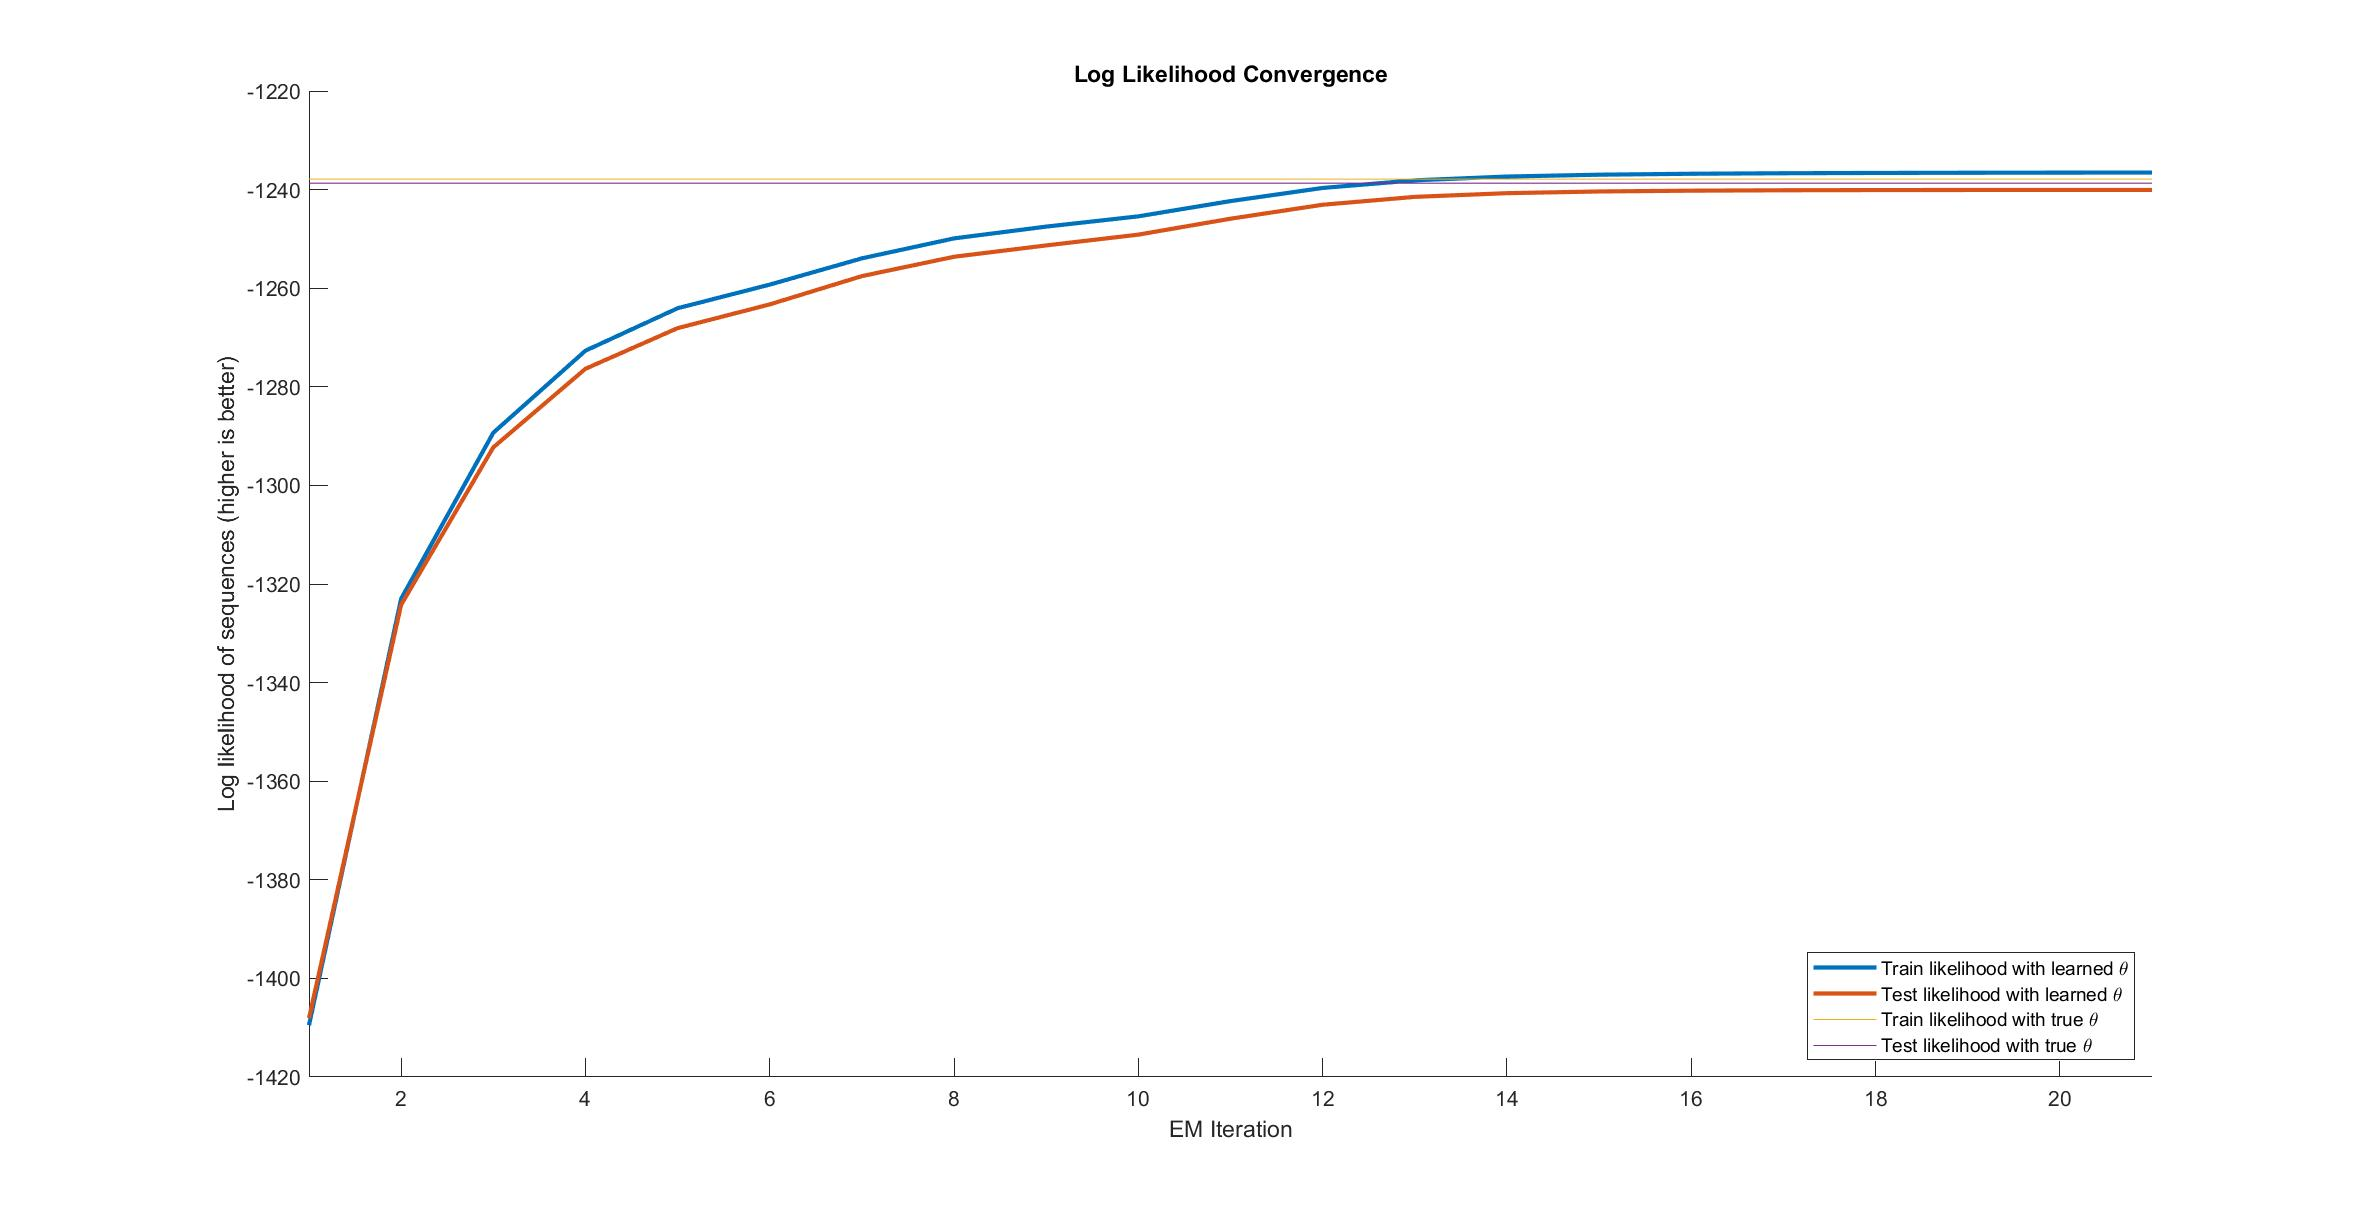 Log Likelihood Convergence
-1220
-1240
-1260
-1280
-1300
-1320
-1340
-1360
-1380
-1400
-1420
Log likelihood of sequences (higher is better)
2 4 6 8 10 12 14 16 18 20
EM Iteration
Train likelihood with learned θ
Test likelihood with learned θ
Train likelihood with true θ
Test likelihood with true θ